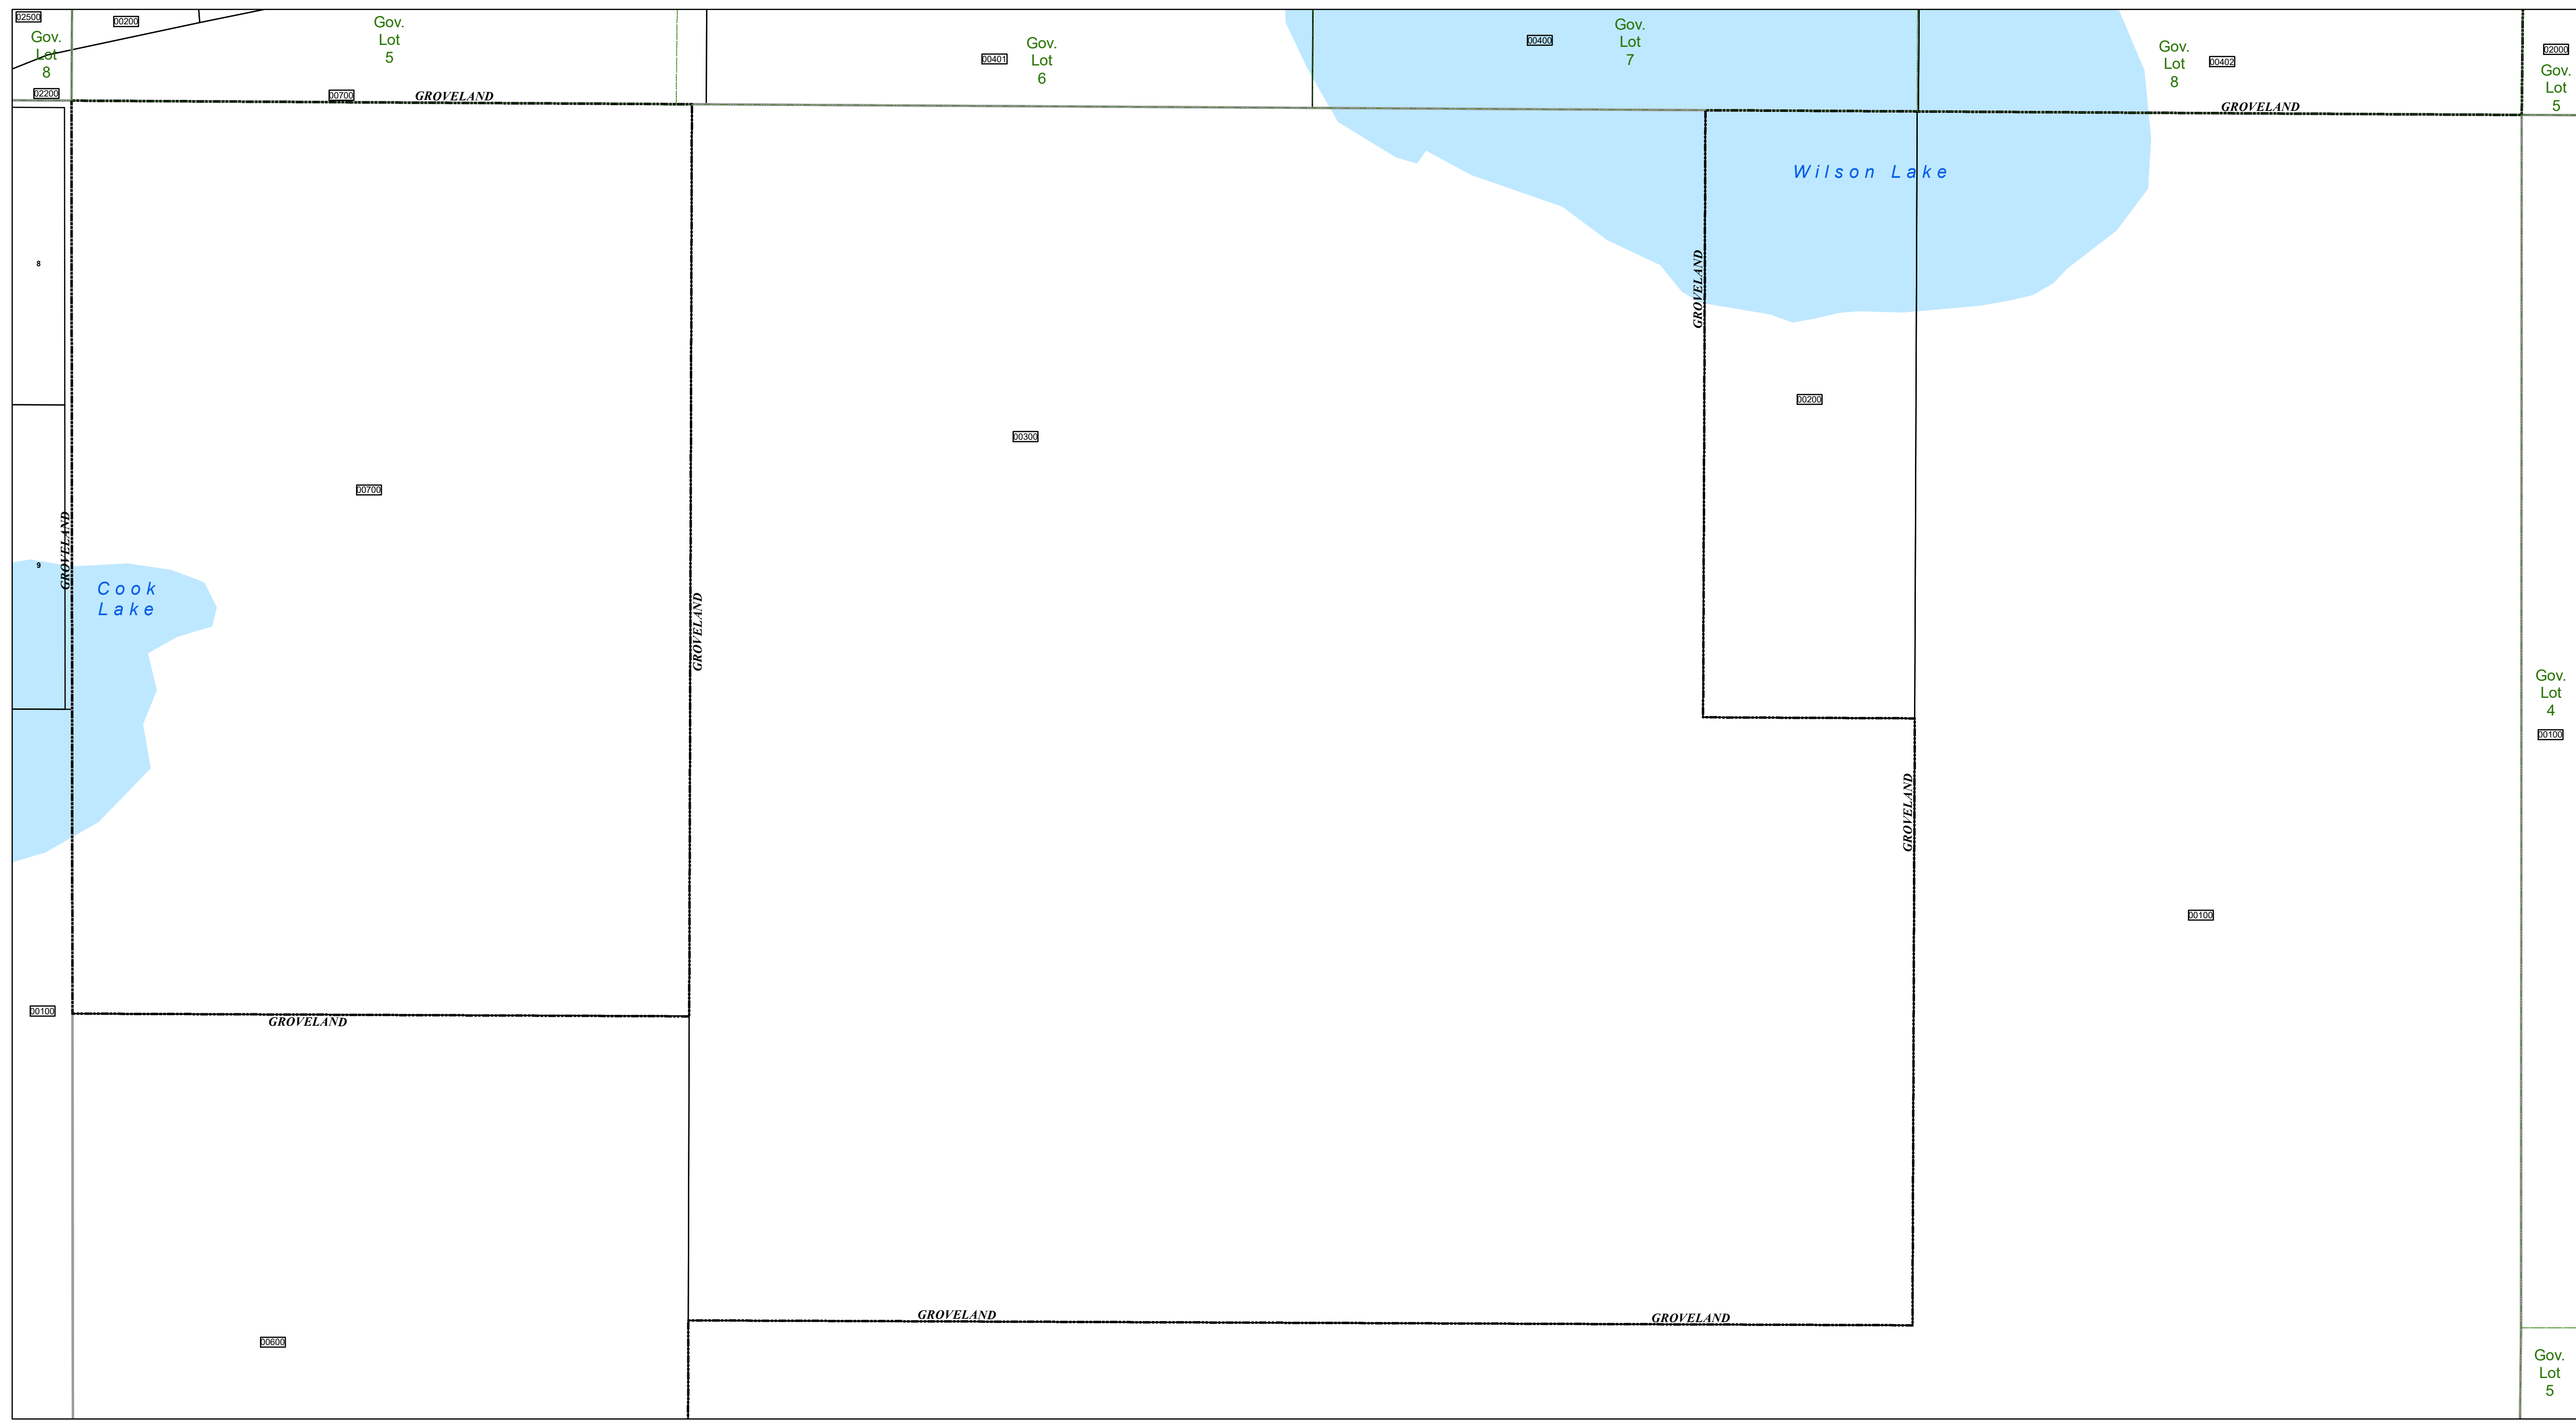 02500
00200
Gov.
Lot
5
Gov.
Lot
8
00401
Gov.
Lot
6
00400
Gov.
Lot
7
Gov.
Lot
8
00402
02000
Gov.
Lot
5
02200
00700
GROVELAND
GROVELAND
Wilson Lake
8
GROVELAND
00200
00300
00700
GROVELAND
9
Cook
Lake
GROVELAND
Gov.
Lot
4
00100
GROVELAND
00100
00100
GROVELAND
GROVELAND
GROVELAND
00600
Gov.
Lot
5